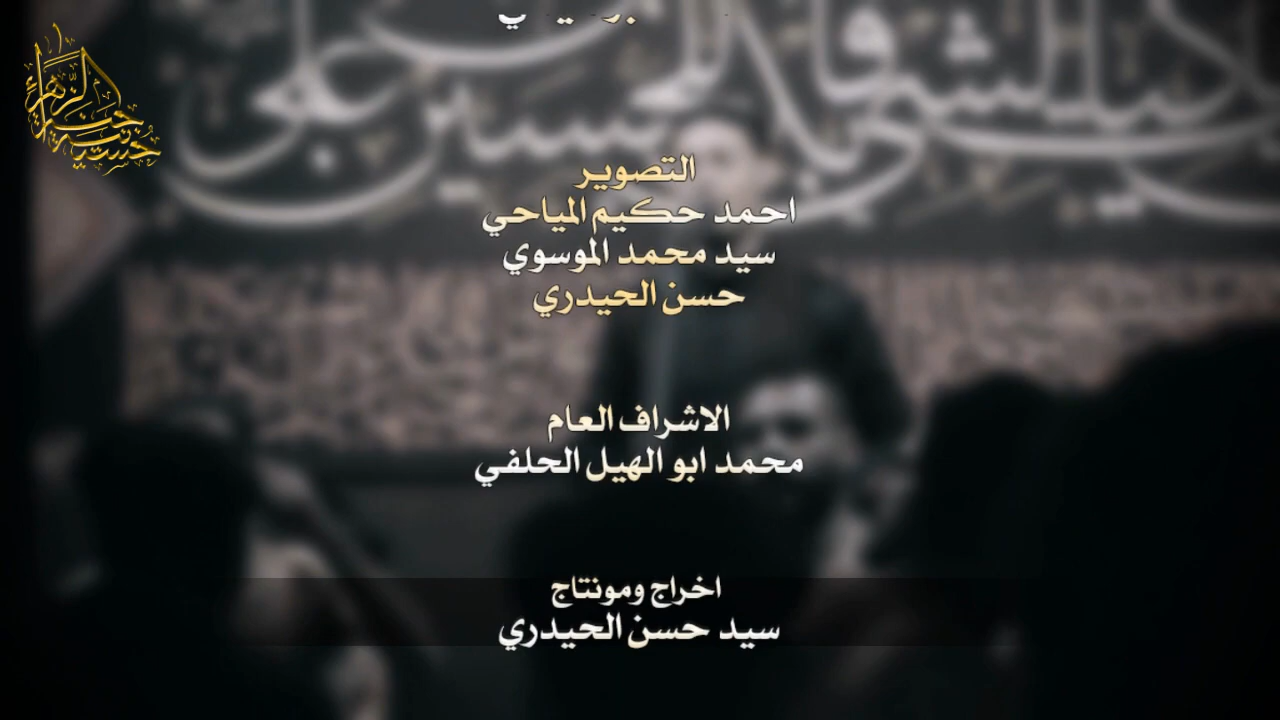 التصوير
احمد حكيم المياحي
سيد محمد الموسوي
حسن الحيدري
الاشراف العام
محمد ابو الهيل الحلفي
اخراج ومونتاج
سيد حسن الحيدري